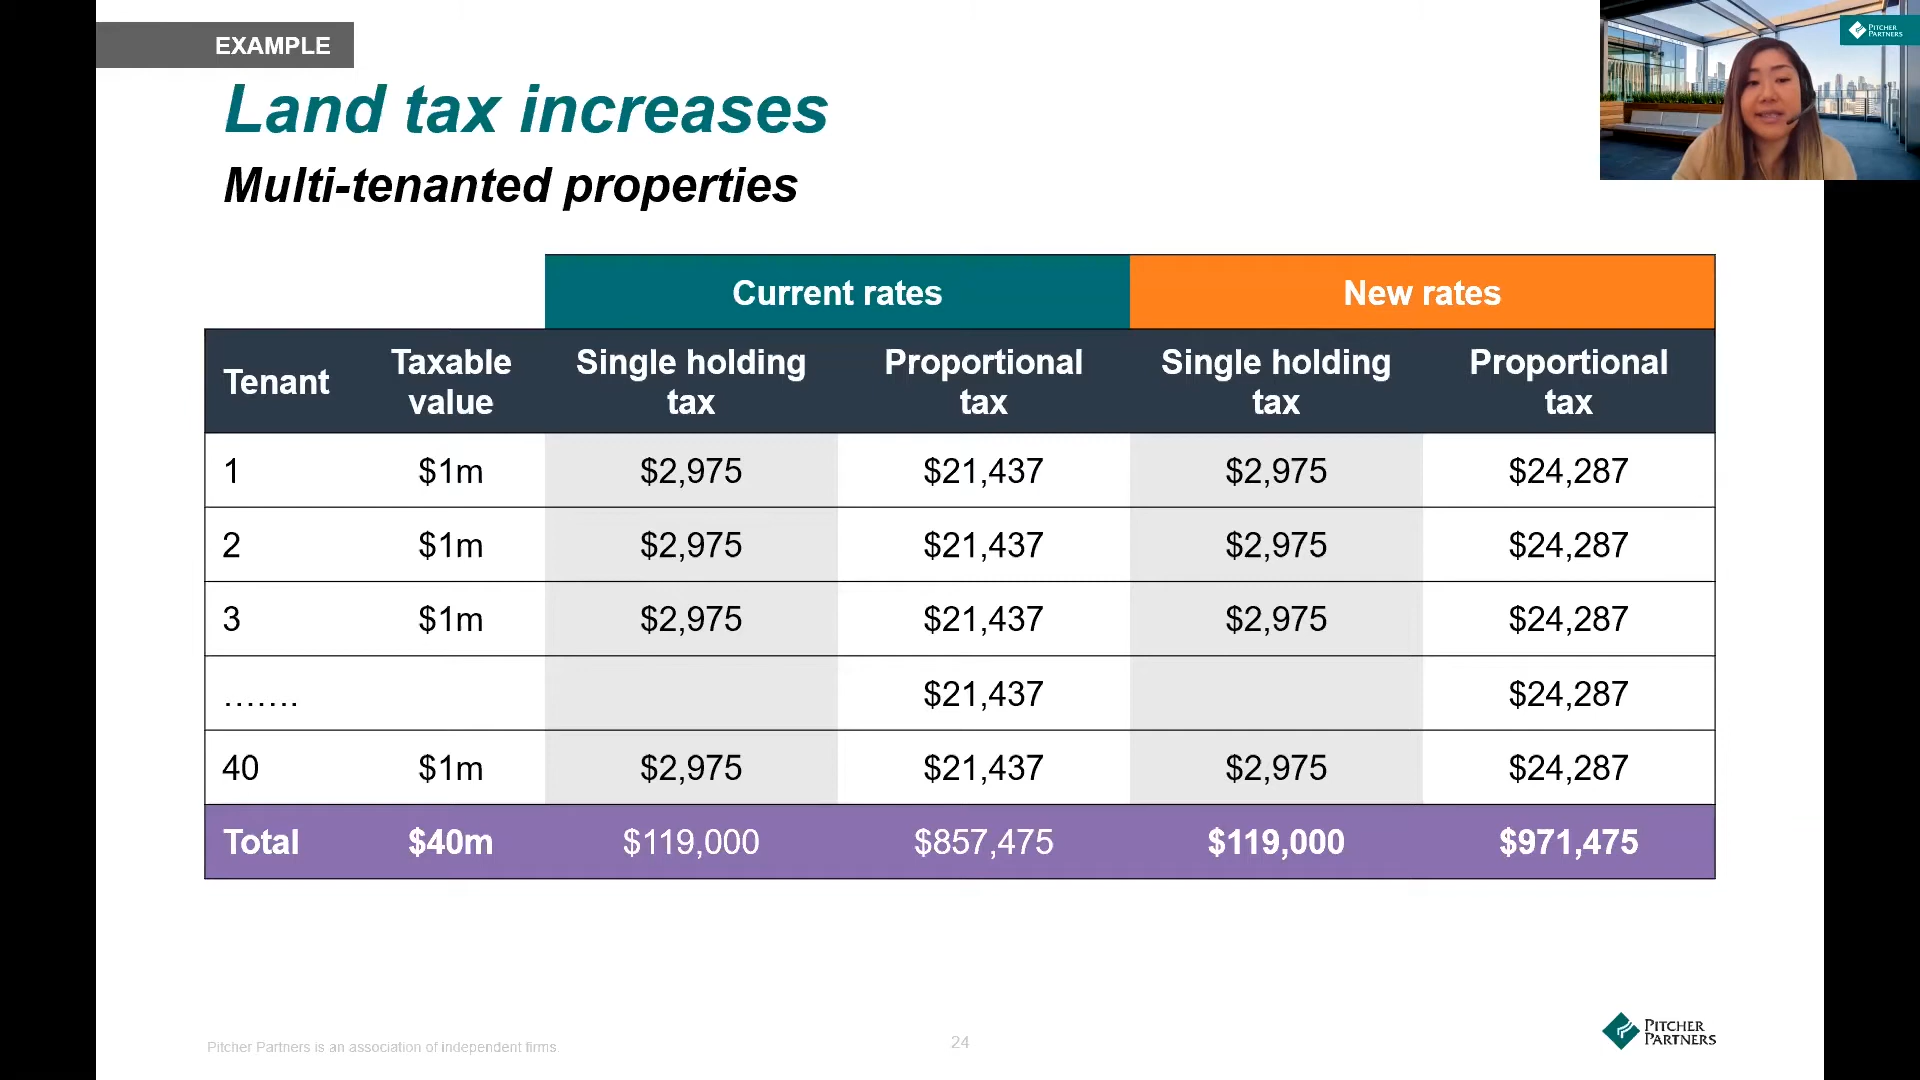 EXAMPLE
Land tax increases
Multi-tenanted properties
PITCHER
PARTNERS
Current rates New rates
Tenant Taxable value Single holding tax Proportional tax Single holding tax Proportional tax
1 $1m $2,975 $21,437 $2,975 $24,287
2 $1m $2,975 $21,437 $2,975 $24,287
3 $1m $2,975 $21,437 $2,975 $24,287
……. $21,437 $24,287
40 $1m $2,975 $21,437 $2,975 $24,287
Total $40m $119,000 $857,475 $119,000 $971,475
Pitcher Partners is an association of independent firms
24
PITCHER
PARTNERS